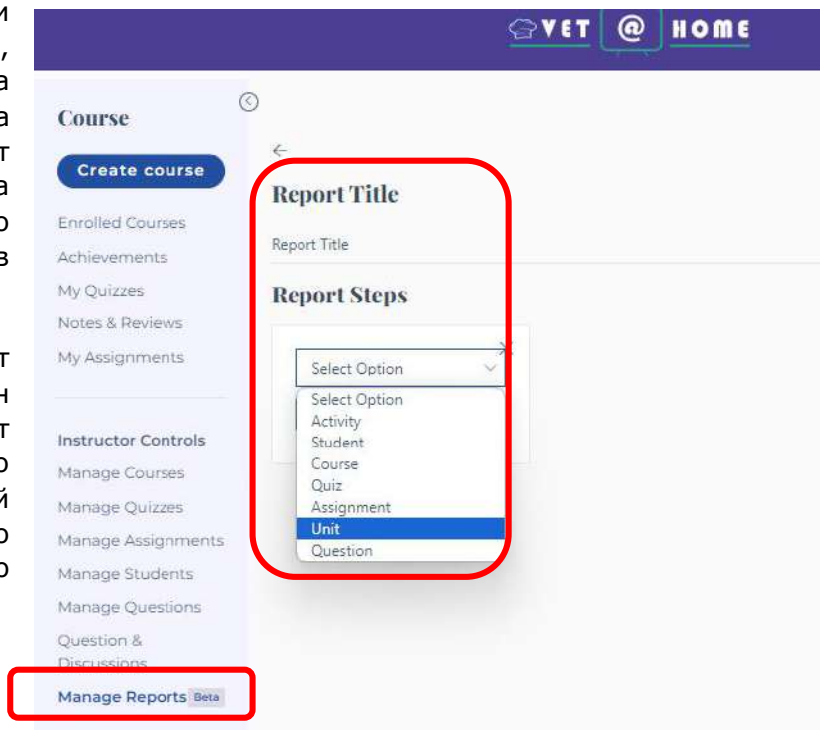 VET @ HOME
Course
Create course
Enrolled Courses
Achievements
My Quizzes
Notes & Reviews
My Assignments
Instructor Controls
Manage Courses
Manage Quizzes
Manage Assignments
Manage Students
Manage Questions
Question &
Discussions
Manage Reports Beta
Report Title
Report Title
Report Steps
Select Option
Select Option
Activity
Student
Course
Quiz
Assignment
Unit
Question